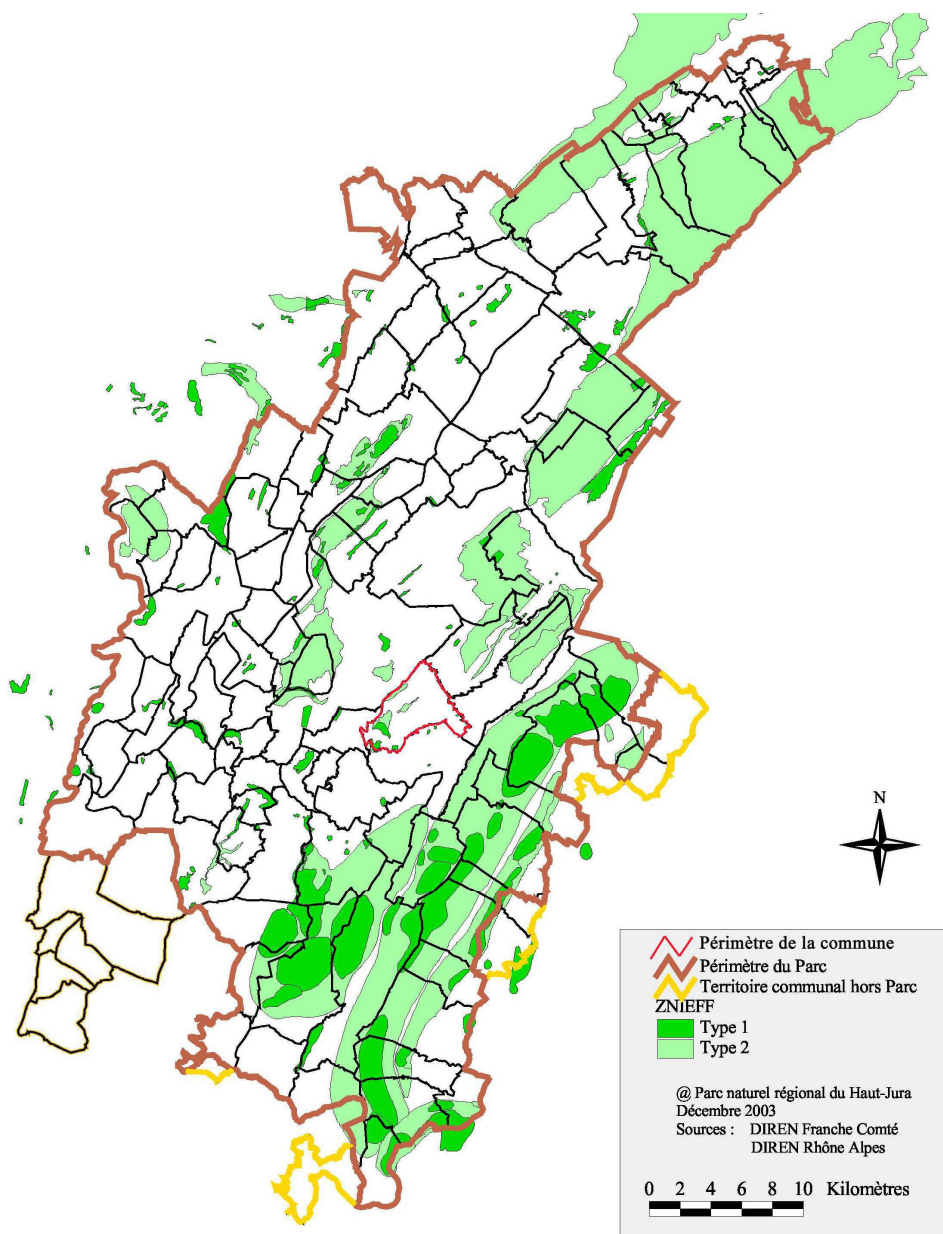 N
Périmètre de la commune
Périmètre du Parc
Territoire communal hors Parc
ZNIEFF
Type 1
Type 2
@ Parc naturel régional du Haut-Jura
Décembre 2003
Sources : DIREN Franche Comté
DIREN Rhône Alpes
0 2 4 6 8 10 Kilomètres